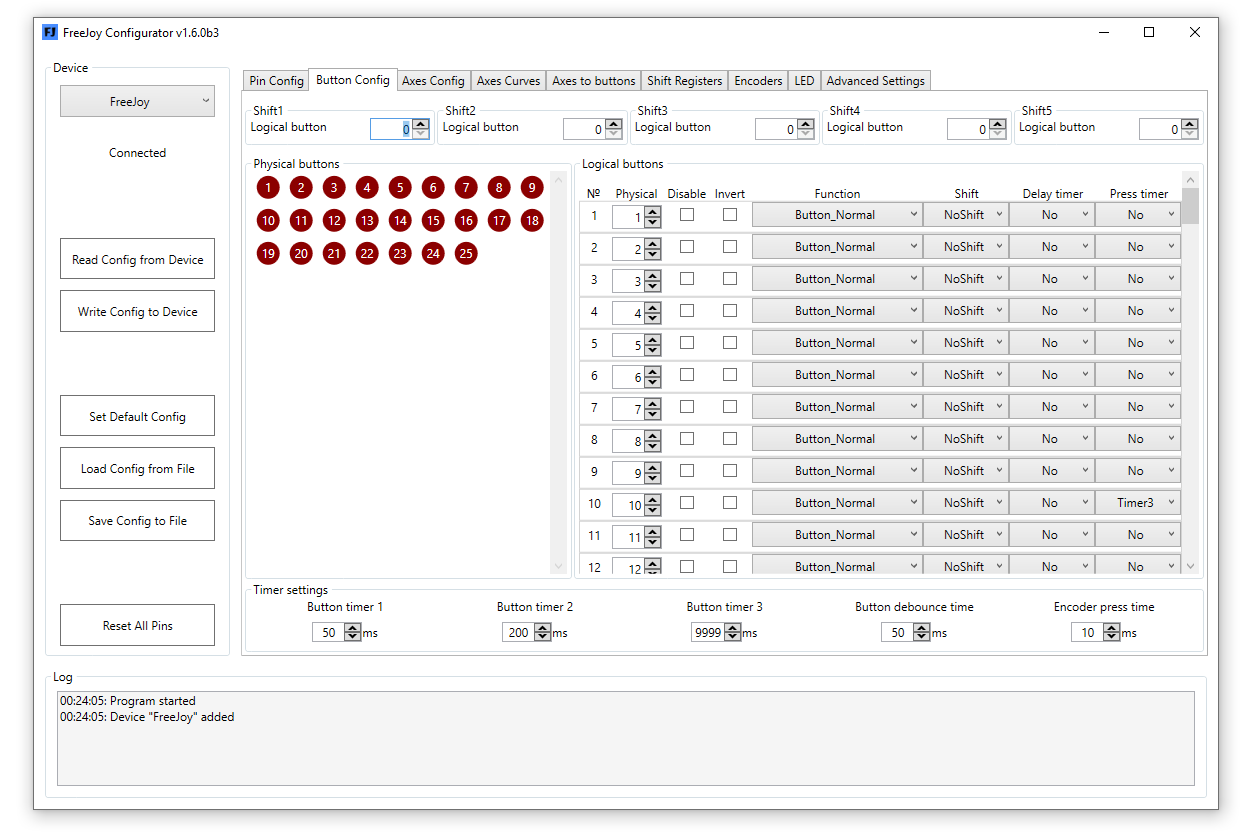 FJ FreeJoy Configurator v1.6.0b3
Device
FreeJoy
Connected
Read Config from Device
Write Config to Device
Set Default Config
Load Config from File
Save Config to File
Reset All Pins
Pin Config Button Config Axes Config Axes Curves Axes to buttons Shift Registers Encoders LED Advanced Settings
Shift1 Shift2 Shift3 Shift4 Shift5
Logical button 0 Logical button 0 Logical button 0 Logical button 0 Logical button 0
Physical buttons
1 2 3 4 5 6 7 8 9
10 11 12 13 14 15 16 17 18
19 20 21 22 23 24 25
Logical buttons
№ Physical Disable Invert Function Shift Delay timer Press timer
1 1 Button_Normal NoShift No No
2 2 Button_Normal NoShift No No
3 3 Button_Normal NoShift No No
4 4 Button_Normal NoShift No No
5 5 Button_Normal NoShift No No
6 6 Button_Normal NoShift No No
7 7 Button_Normal NoShift No No
8 8 Button_Normal NoShift No No
9 9 Button_Normal NoShift No No
10 10 Button_Normal NoShift No Timer3
11 11 Button_Normal NoShift No No
12 12 Button_Normal NoShift No No
Timer settings
Button timer 1 Button timer 2 Button timer 3 Button debounce time Encoder press time
50 ms 200 ms 9999 ms 50 ms 10 ms
Log
00:24:05: Program started
00:24:05: Device "FreeJoy" added